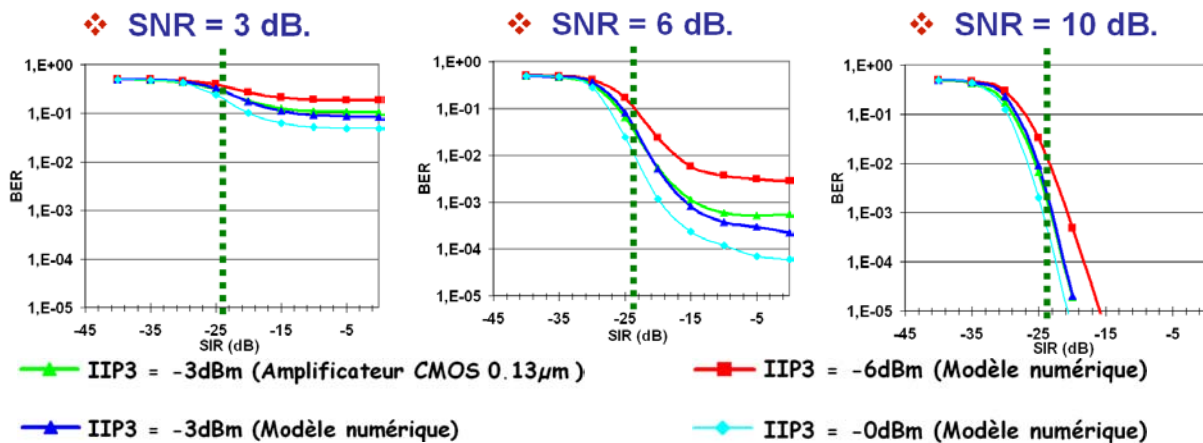 ❖ SNR = 3 dB.
❖ SNR = 6 dB.
❖ SNR = 10 dB.
1,E+00
1,E-01
1,E-02
1,E-03
1,E-04
1,E-05
BER
-45 -35 -25 -15 -5
SIR (dB)
1,E+00
1,E-01
1,E-02
1,E-03
1,E-04
1,E-05
BER
-45 -35 -25 -15 -5
SIR (dB)
1,E+00
1,E-01
1,E-02
1,E-03
1,E-04
1,E-05
BER
-45 -35 -25 -15 -5
SIR (dB)
IIP3 = -3dBm (Amplificateur CMOS 0.13µm)
IIP3 = -6dBm (Modèle numérique)
IIP3 = -3dBm (Modèle numérique)
IIP3 = -0dBm (Modèle numérique)